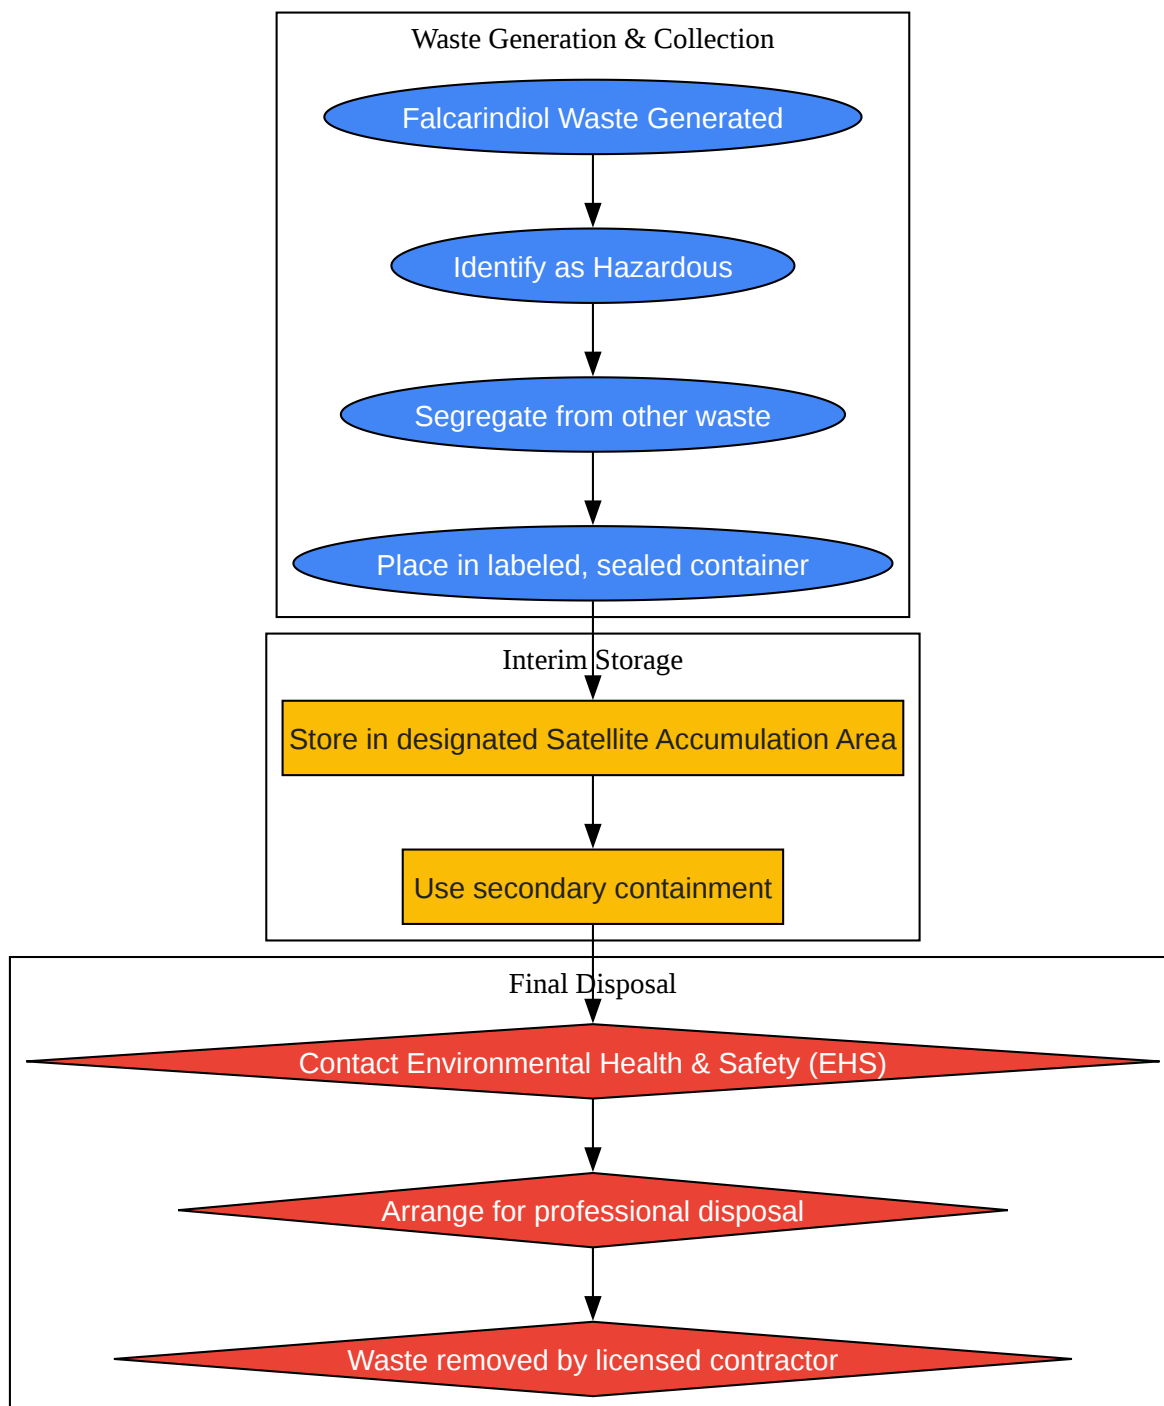 Waste Generation & Collection
Falcarindiol Waste Generated
Identify as Hazardous
Segregate from other waste
Place in labeled, sealed container
Interim Storage
Store in designated Satellite Accumulation Area
Use secondary containment
Final Disposal
Contact Environmental Health & Safety (EHS)
Arrange for professional disposal
Waste removed by licensed contractor